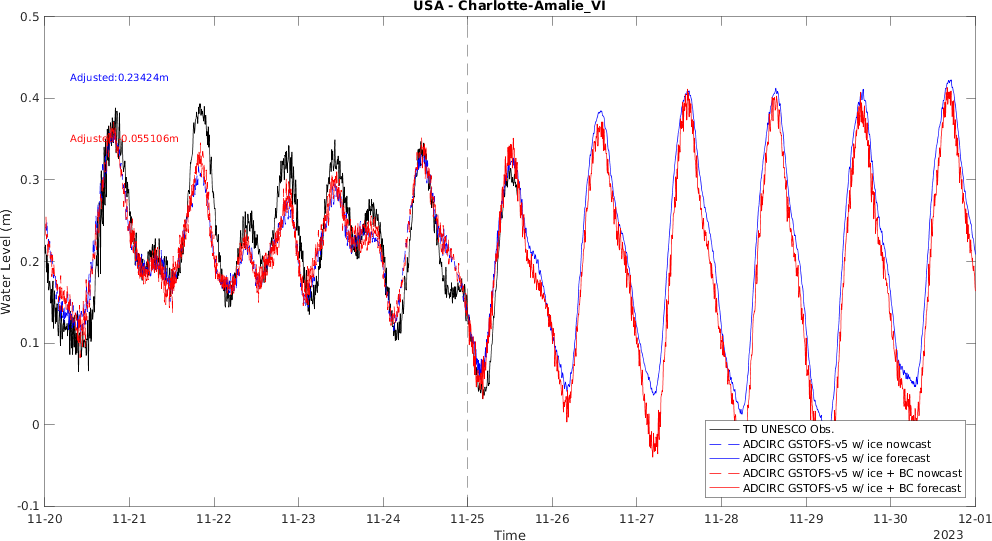 USA - Charlotte-Amalie_VI
0.5
0.4
0.3
0.2
0.1
0
-0.1
Water Level (m)
Adjusted:0.23424m
Adjusted: 0.055106m
TD UNESCO Obs.
ADCIRC GSTOFS-v5 w/ ice nowcast
ADCIRC GSTOFS-v5 w/ ice forecast
ADCIRC GSTOFS-v5 w/ ice + BC nowcast
ADCIRC GSTOFS-v5 w/ ice + BC forecast
11-20 11-21 11-22 11-23 11-24 11-25 11-26 11-27 11-28 11-29 11-30 12-01
Time
2023